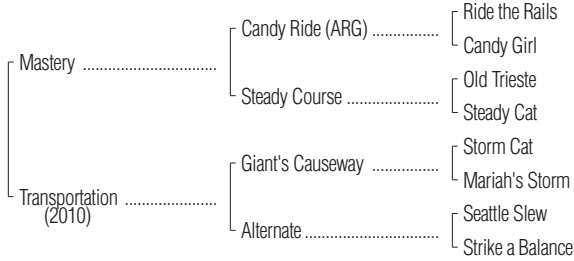 Ride the Rails
Candy Ride (ARG) ................
Candy Girl
Mastery ................................
Old Trieste
Steady Course ......................
Steady Cat
Storm Cat
Giant's Causeway ................
Mariah's Storm
Transportation ......................
(2010)
Seattle Slew
Alternate ................................
Strike a Balance